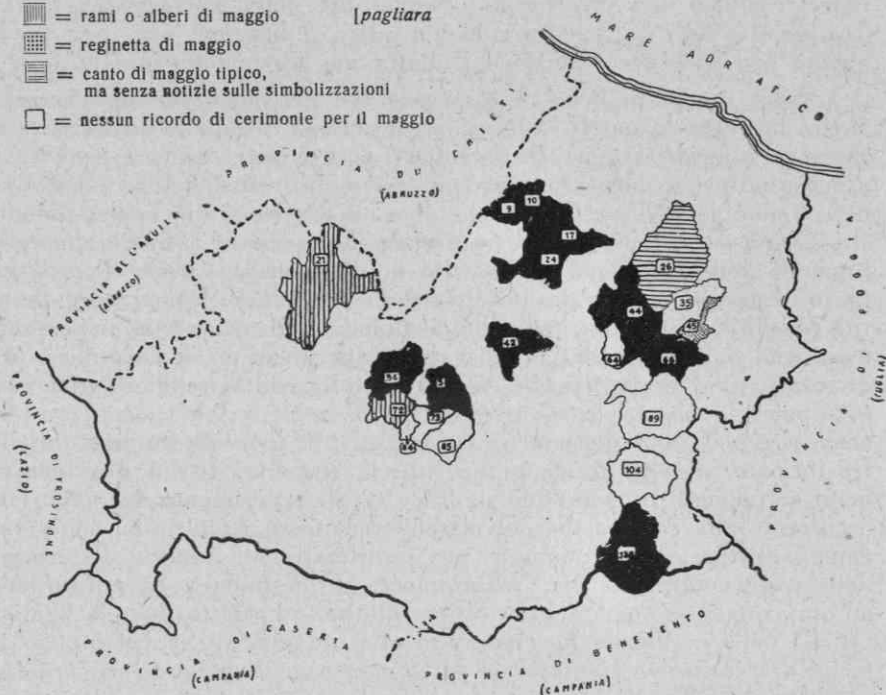 = rami o alberi di maggio [pagliara
= reginetta di maggio
= canto di maggio tipico,
ma senza notizie sulle simbolizzazioni
= nessun ricordo di cerimonie per il maggio
MARE ADRIATICO
PROVINCIA DI CHIETI
(ABRUZZO)
PROVINCIA DE L'AQUILA
(ABRUZZO)
PROVINCIA DI FOGGIA
(PUGLIA)
PROVINCIA DI FROSINONE
(LAZIO)
PROVINCIA DI CASERTA
(CAMPANIA)
PROVINCIA DI BENEVENTO
(CAMPANIA)
9
10
17
24
21
26
35
44
45
42
64
66
56
3
85
89
104